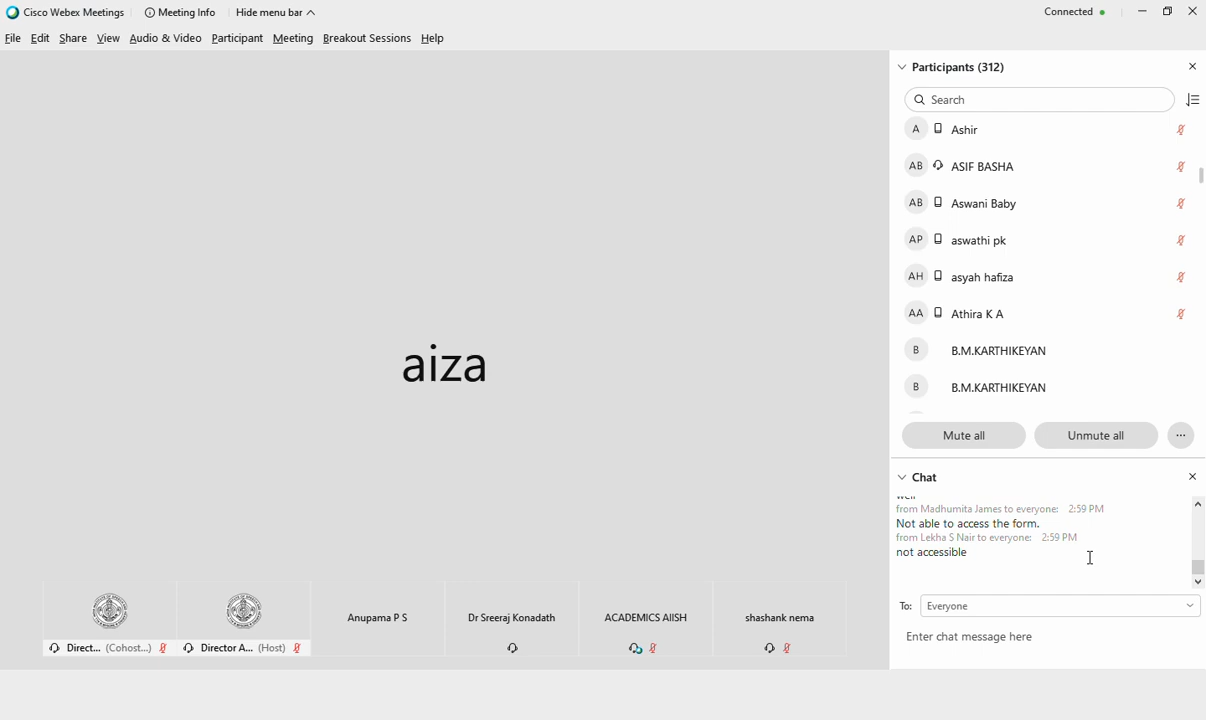 Cisco Webex Meetings Meeting Info Hide menu bar Connected
File Edit Share View Audio & Video Participant Meeting Breakout Sessions Help
Participants (312)
Search
A Ashir
AB ASIF BASHA
AB Aswani Baby
AP aswathi pk
AH asyah hafiza
AA Athira K A
B B.M.KARTHIKEYAN
B B.M.KARTHIKEYAN
Mute all Unmute all ...
aiza
Chat
well
from Madhumita James to everyone: 2:59 PM
Not able to access the form.
from Lekha S Nair to everyone: 2:59 PM
not accessible
To: Everyone
Enter chat message here
Anupama P S Dr Sreeraj Konadath ACADEMICS AIISH shashank nema
Direct... (Cohost...) Director A... (Host)